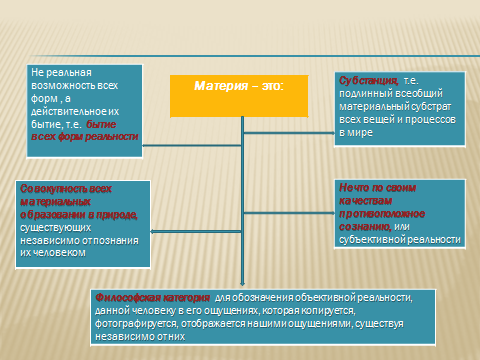 Не реальная
возможность всех
форм , а
действительное их
бытие, т.е. бытие
всех форм реальности
Материя – это:
Субстанция, т.е.
подлинный всеобщий
материальный субстрат
всех вещей и процессов
в мире
Совокупность всех
материальных
образовани в природе,
существующих
независимо от познания
их человеком
Нечто по своим
качествам
противоположное
сознанию, или
субъективной реальности
Философская категория для обозначения объективной реальности,
данной человеку в его ощущениях, которая копируется,
фотографируется, отображается нашими ощущениями, существуя
независимо от них